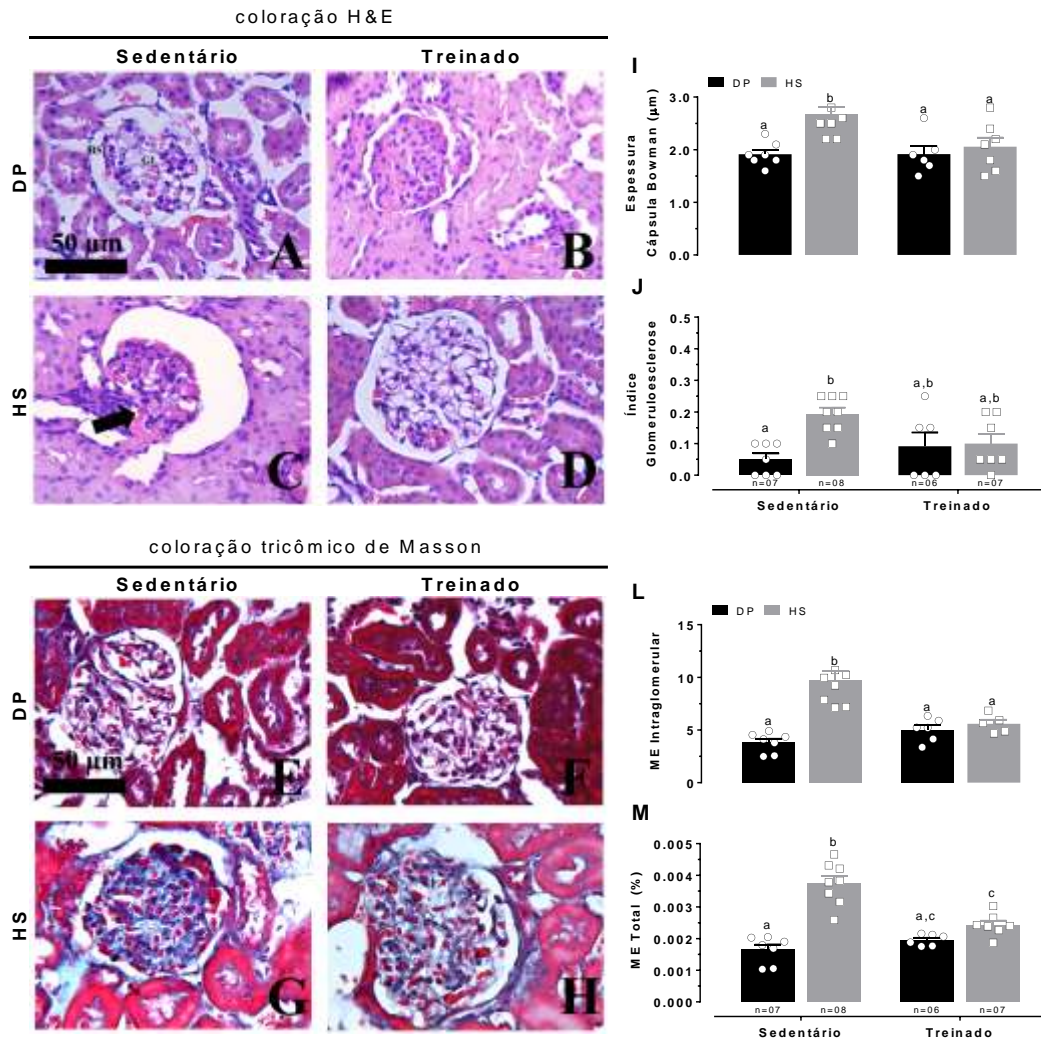 coloração H&E
Sedentário Treinado
DP
HS
BS
GL
50 µm
A
B
C
D
I
DP HS
Espessura
Cápsula Bowman (µm)
3.0
2.0
1.0
0.0
a b a a
J
Índice
Glomeruloesclerose
0.5
0.4
0.3
0.2
0.1
0.0
a b a,b a,b
n=07 n=08 n=06 n=07
Sedentário Treinado
coloração tricômico de Masson
Sedentário Treinado
DP
HS
50 µm
E
F
G
H
L
DP HS
ME Intraglomerular
15
10
5
0
a b a a
M
ME Total (%)
0.005
0.004
0.003
0.002
0.001
0.000
a b a,c c
n=07 n=08 n=06 n=07
Sedentário Treinado